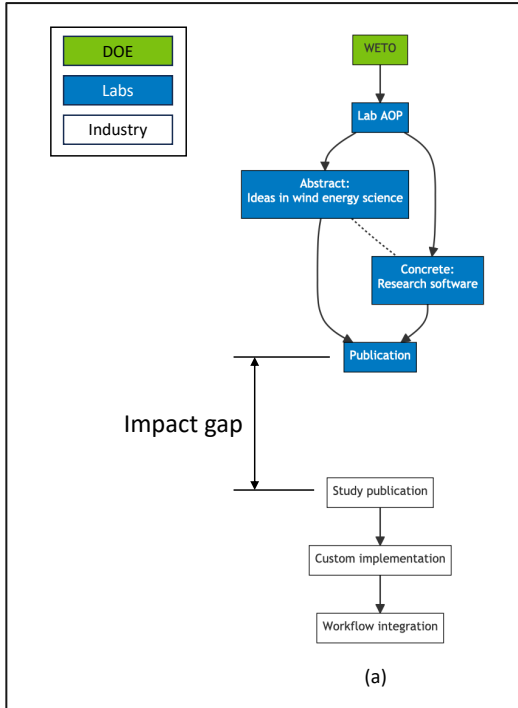 DOE
Labs
Industry
WETO
Lab AOP
Abstract:
Ideas in wind energy science
Concrete:
Research software
Publication
Impact gap
Study publication
Custom implementation
Workflow integration
(a)